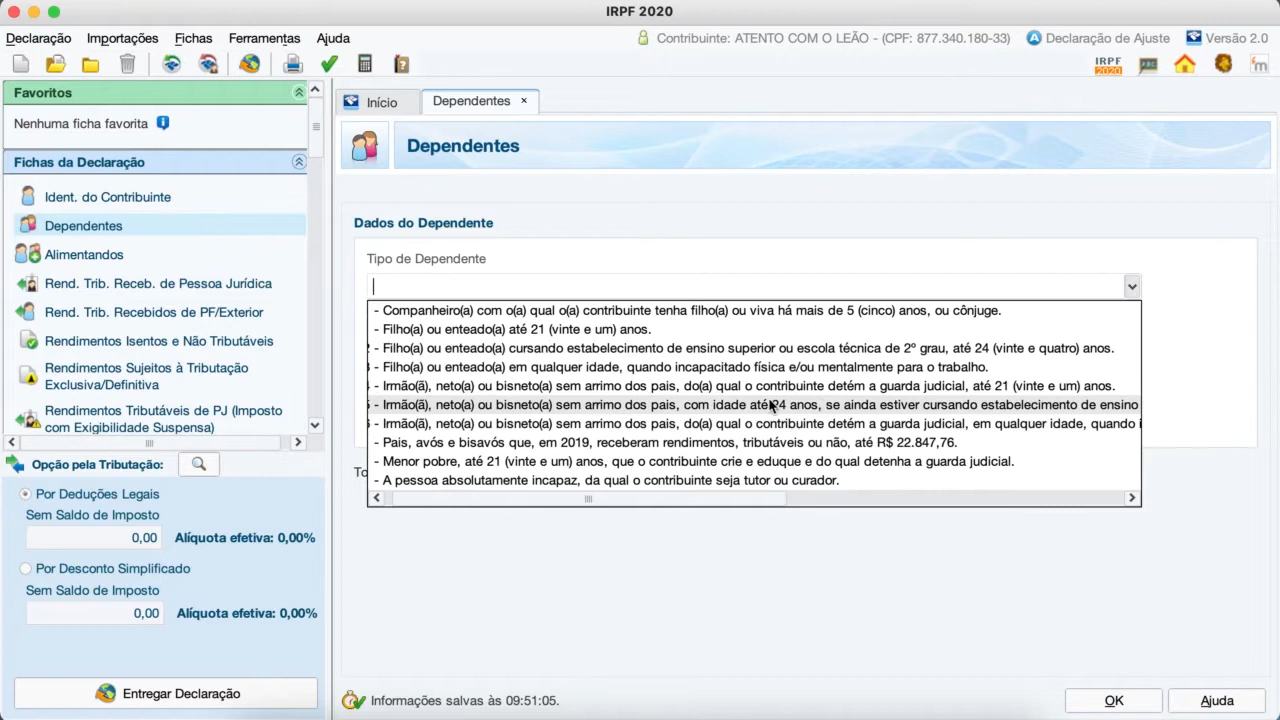 IRPF 2020
Declaração Importações Fichas Ferramentas Ajuda
Contribuinte: ATENTO COM O LEÃO - (CPF: 877.340.180-33) Declaração de Ajuste Versão 2.0
IRPF
2020
Favoritos
Nenhuma ficha favorita
Fichas da Declaração
Ident. do Contribuinte
Dependentes
Alimentandos
Rend. Trib. Receb. de Pessoa Jurídica
Rend. Trib. Recebidos de PF/Exterior
Rendimentos Isentos e Não Tributáveis
Rendimentos Sujeitos à Tributação
Exclusiva/Definitiva
Rendimentos Tributáveis de PJ (Imposto
com Exigibilidade Suspensa)
Opção pela Tributação:
Por Deduções Legais
Sem Saldo de Imposto
0,00 Alíquota efetiva: 0,00%
Por Desconto Simplificado
Sem Saldo de Imposto
0,00 Alíquota efetiva: 0,00%
Entregar Declaração
Início Dependentes ×
Dependentes
Dados do Dependente
Tipo de Dependente
- Companheiro(a) com o(a) qual o(a) contribuinte tenha filho(a) ou viva há mais de 5 (cinco) anos, ou cônjuge.
- Filho(a) ou enteado(a) até 21 (vinte e um) anos.
- Filho(a) ou enteado(a) cursando estabelecimento de ensino superior ou escola técnica de 2º grau, até 24 (vinte e quatro) anos.
- Filho(a) ou enteado(a) em qualquer idade, quando incapacitado física e/ou mentalmente para o trabalho.
- Irmão(ã), neto(a) ou bisneto(a) sem arrimo dos pais, do(a) qual o contribuinte detém a guarda judicial, até 21 (vinte e um) anos.
- Irmão(ã), neto(a) ou bisneto(a) sem arrimo dos pais, com idade até 24 anos, se ainda estiver cursando estabelecimento de ensino
- Irmão(ã), neto(a) ou bisneto(a) sem arrimo dos pais, do(a) qual o contribuinte detém a guarda judicial, em qualquer idade, quando
- Pais, avós e bisavós que, em 2019, receberam rendimentos, tributáveis ou não, até R$ 22.847,76.
- Menor pobre, até 21 (vinte e um) anos, que o contribuinte crie e eduque e do qual detenha a guarda judicial.
- A pessoa absolutamente incapaz, da qual o contribuinte seja tutor ou curador.
To
Informações salvas às 09:51:05.
OK Ajuda